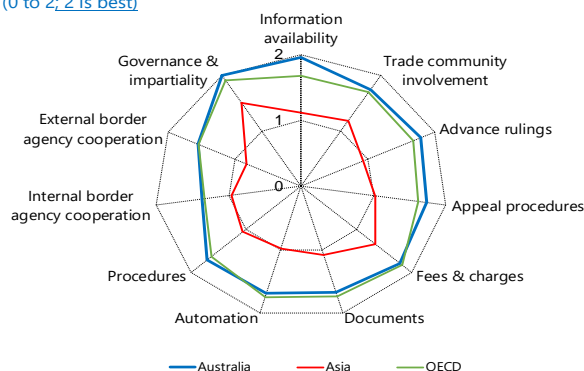 (0 to 2; 2 is best)
Information
availability
2
Governance &
impartiality
Trade community
involvement
External border
agency cooperation
1
Advance rulings
0
Internal border
agency cooperation
Appeal procedures
Procedures
Fees & charges
Automation
Documents
Australia
Asia
OECD